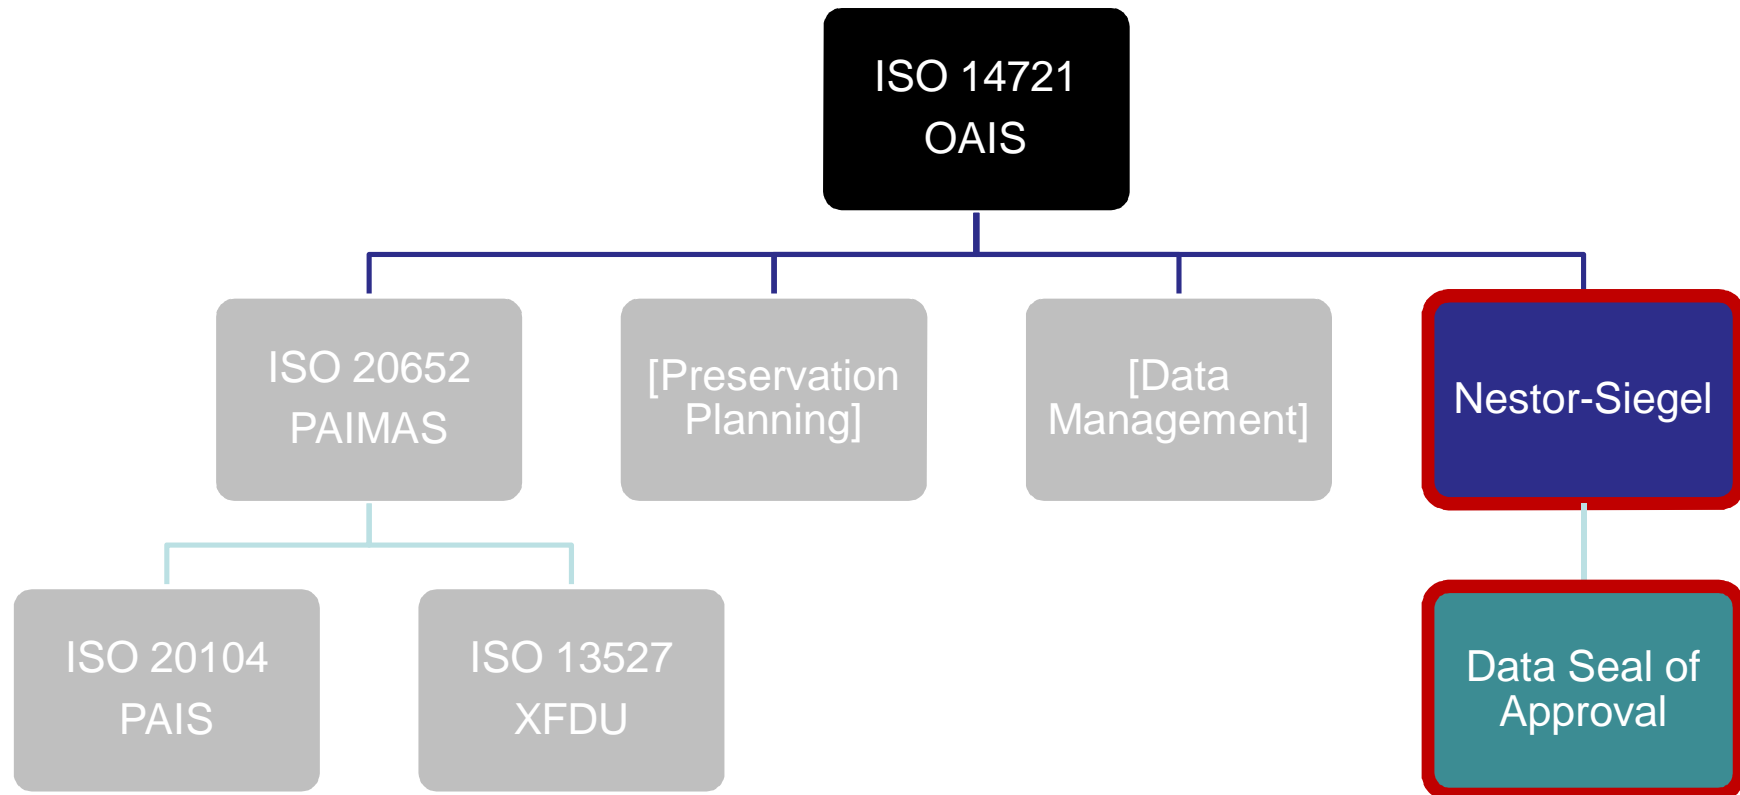 ISO 14721
OAIS
ISO 20652
PAIMAS
[Preservation
Planning]
[Data
Management]
Nestor-Siegel
ISO 20104
PAIS
ISO 13527
XFDU
Data Seal of
Approval